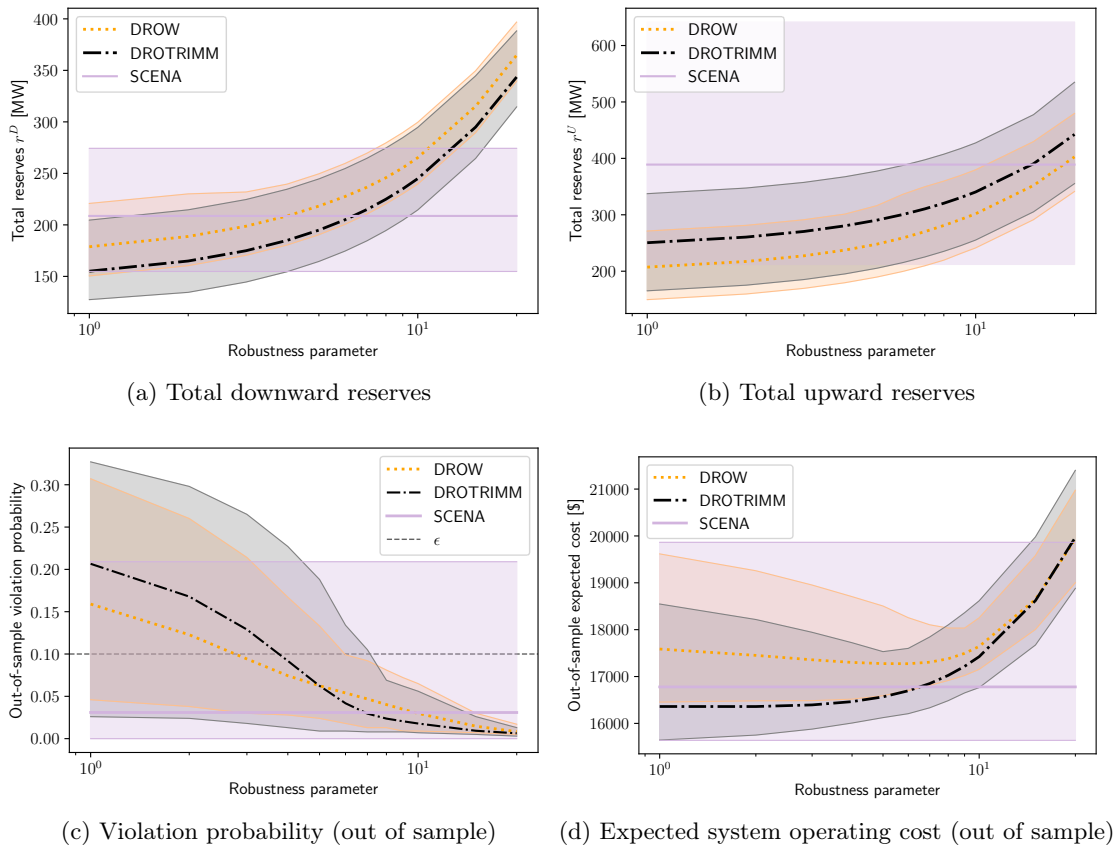 400
350
300
250
200
150
Total reserves r^D [MW]
DROW
DROTRIMM
SCENA
10^0
10^1
Robustness parameter
(a) Total downward reserves
600
500
400
300
200
Total reserves r^U [MW]
DROW
DROTRIMM
SCENA
10^0
10^1
Robustness parameter
(b) Total upward reserves
0.30
0.25
0.20
0.15
0.10
0.05
0.00
Out-of-sample violation probability
DROW
DROTRIMM
SCENA
ϵ
10^0
10^1
Robustness parameter
(c) Violation probability (out of sample)
21000
20000
19000
18000
17000
16000
Out-of-sample expected cost [$]
DROW
DROTRIMM
SCENA
10^0
10^1
Robustness parameter
(d) Expected system operating cost (out of sample)